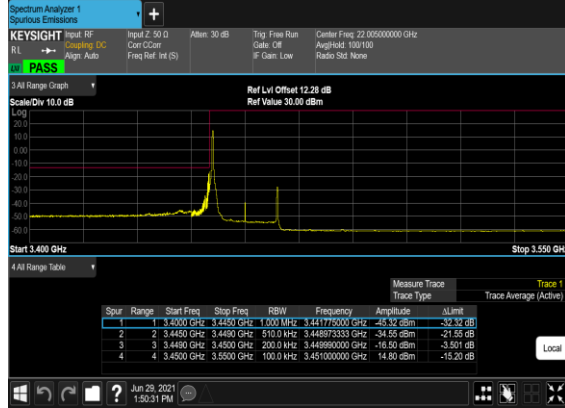 Spectrum Analyzer 1
Spurious Emissions
+
KEYSIGHT Input: RF Input Z: 50 Ω Atten: 30 dB Trig: Free Run Center Freq: 22.005000000 GHz
RL Coupling: DC Corr CCorr Gate: Off Avg|Hold: 100/100
Align: Auto Freq Ref: Int (S) IF Gain: Low Radio Std: None
PASS
3 All Range Graph
Ref Lvl Offset 12.28 dB
Scale/Div 10.0 dB Ref Value 30.00 dBm
Log
20.0
10.0
0.00
-10.0
-20.0
-30.0
-40.0
-50.0
-60.0
Start 3.400 GHz Stop 3.550 GH
4 All Range Table
Measure Trace Trace 1
Trace Type Trace Average (Active)
Spur Range Start Freq Stop Freq RBW Frequency Amplitude ΔLimit
1 1 3.4000 GHz 3.4450 GHz 1.000 MHz 3.441775000 GHz -45.32 dBm -32.32 dB
2 2 3.4450 GHz 3.4490 GHz 510.0 kHz 3.448973333 GHz -34.55 dBm -21.55 dB
3 3 3.4490 GHz 3.4500 GHz 200.0 kHz 3.449990000 GHz -16.50 dBm -3.501 dB
4 4 3.4500 GHz 3.5500 GHz 100.0 kHz 3.451000000 GHz 14.80 dBm -15.20 dB
Local
? Jun 29, 2021
1:50:31 PM